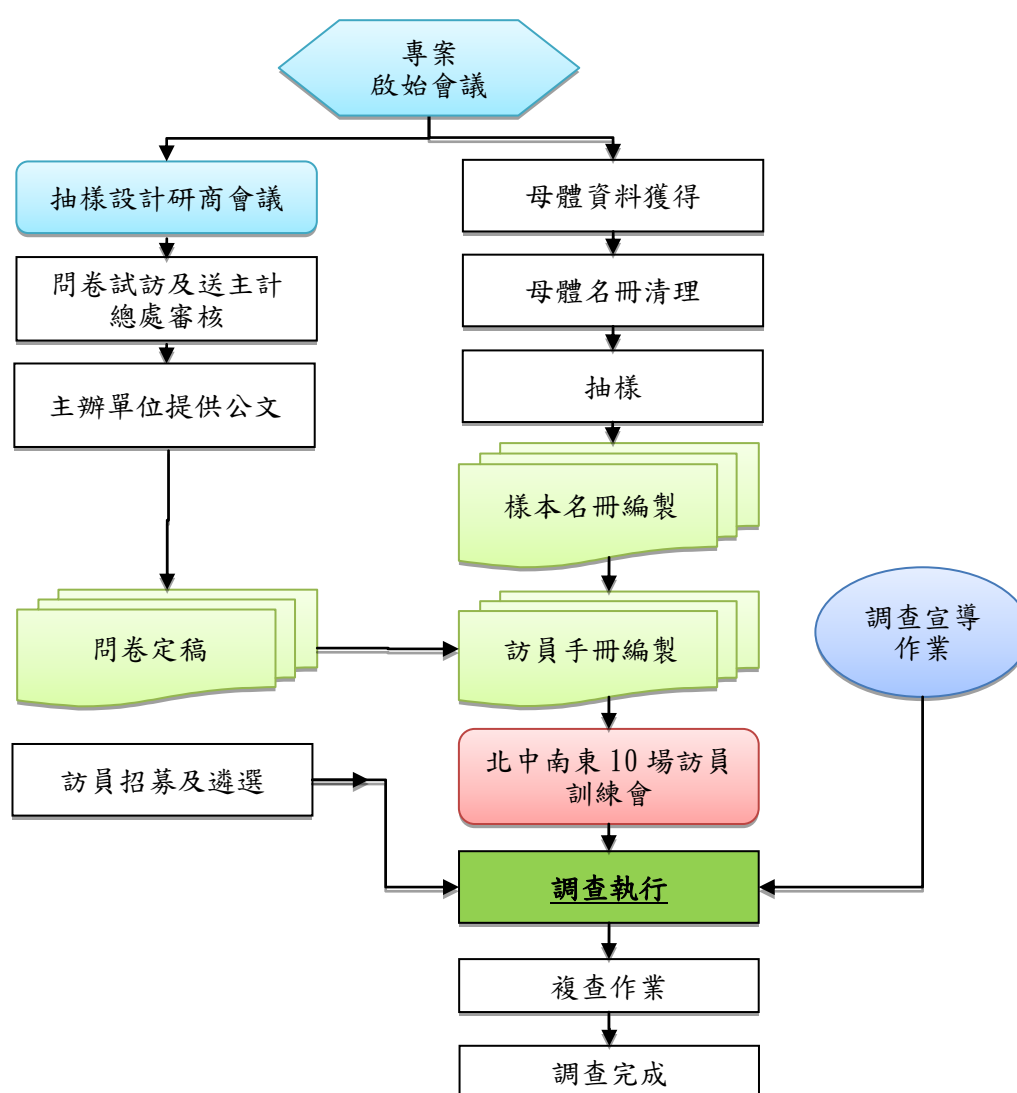 專案
啟始會議
抽樣設計研商會議
母體資料獲得
問卷試訪及送主計
總處審核
母體名冊清理
主辦單位提供公文
抽樣
樣本名冊編製
問卷定稿
訪員手冊編製
調查宣導
作業
訪員招募及遴選
北中南東 10 場訪員
訓練會
調查執行
複查作業
調查完成